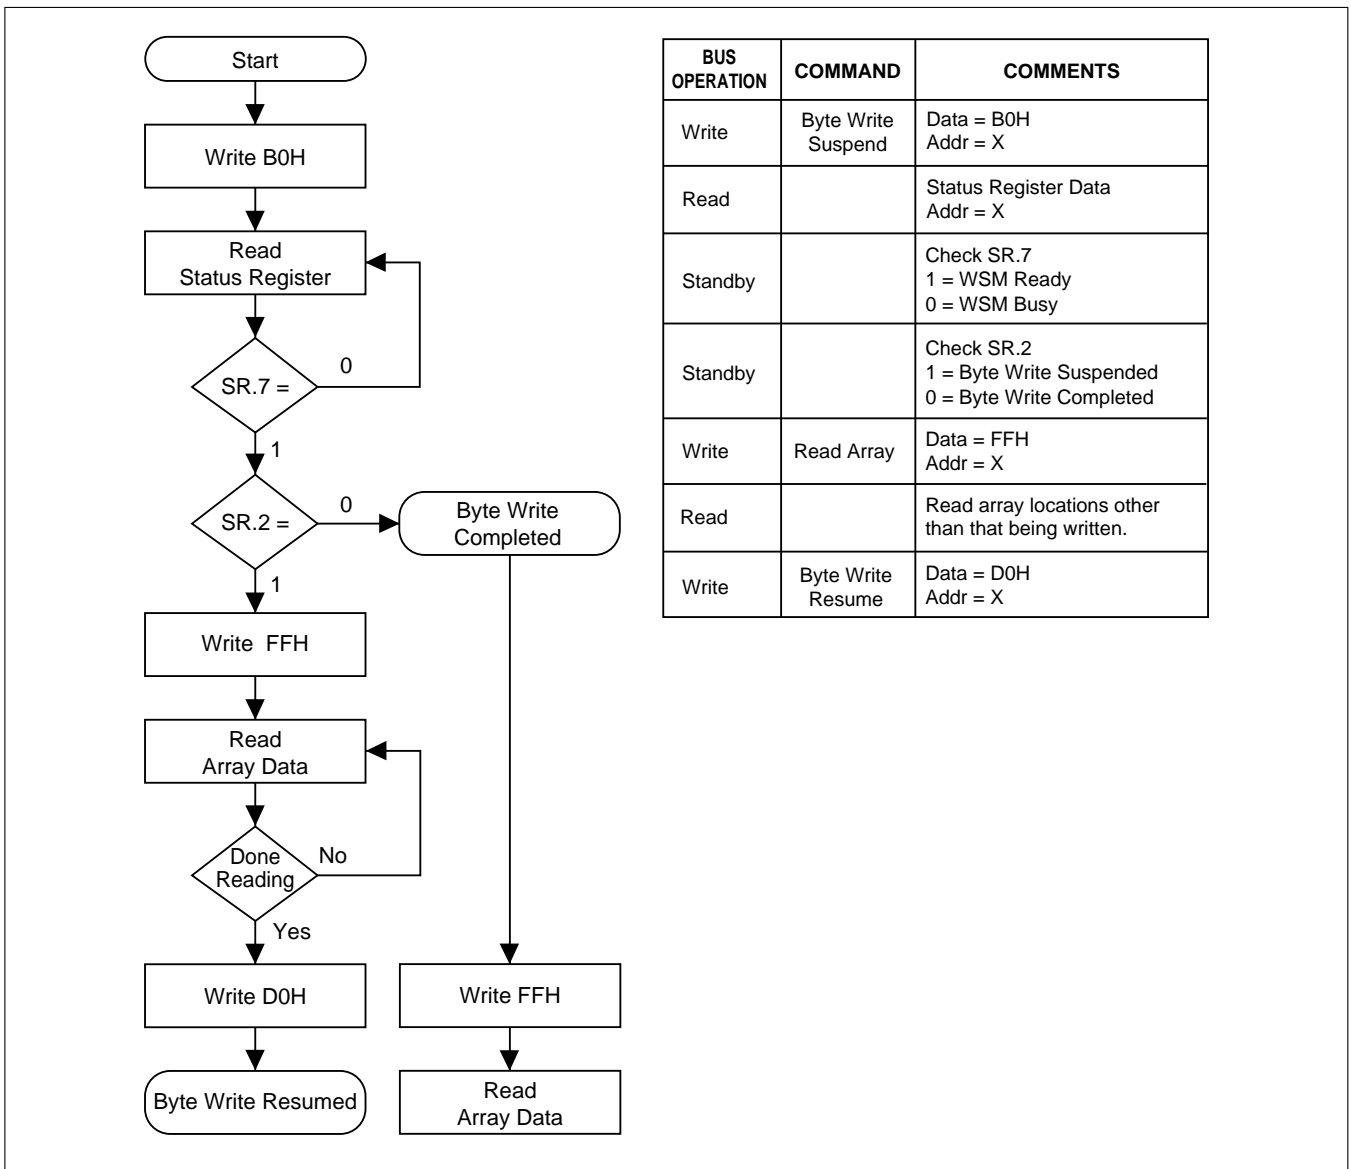 Start
Write B0H
Read
Status Register
SR.7 =
0
1
SR.2 =
0
1
Byte Write
Completed
Write FFH
Read
Array Data
Done
Reading
No
Yes
Write D0H
Byte Write Resumed
Write FFH
Read
Array Data
BUS
OPERATION
COMMAND
COMMENTS
Write
Byte Write
Suspend
Data = B0H
Addr = X
Read
Status Register Data
Addr = X
Standby
Check SR.7
1 = WSM Ready
0 = WSM Busy
Standby
Check SR.2
1 = Byte Write Suspended
0 = Byte Write Completed
Write
Read Array
Data = FFH
Addr = X
Read
Read array locations other
than that being written.
Write
Byte Write
Resume
Data = D0H
Addr = X